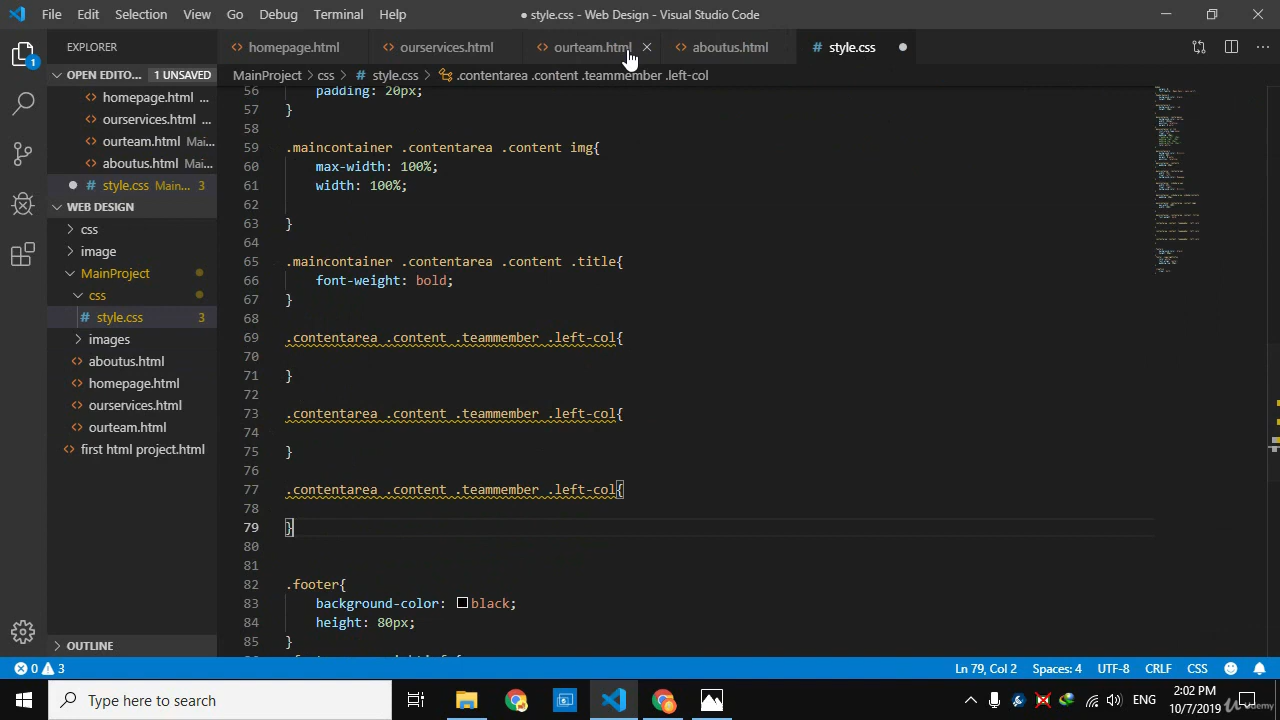 File Edit Selection View Go Debug Terminal Help
● style.css - Web Design - Visual Studio Code
EXPLORER
homepage.html
ourservices.html
ourteam.html
aboutus.html
style.css
OPEN EDITO... 1 UNSAVED
homepage.html ...
ourservices.html ...
ourteam.html Mai...
aboutus.html Mai...
style.css Main... 3
WEB DESIGN
css
image
MainProject
css
style.css 3
images
aboutus.html
homepage.html
ourservices.html
ourteam.html
first html project.html
OUTLINE
MainProject > css > style.css > .contentarea .content .teammember .left-col
56 padding: 20px;
57 }
58
59 .maincontainer .contentarea .content img{
60 max-width: 100%;
61 width: 100%;
62
63 }
64
65 .maincontainer .contentarea .content .title{
66 font-weight: bold;
67 }
68
69 .contentarea .content .teammember .left-col{
70
71 }
72
73 .contentarea .content .teammember .left-col{
74
75 }
76
77 .contentarea .content .teammember .left-col{
78
79 }
80
81
82 .footer{
83 background-color: black;
84 height: 80px;
85 }
0 3
Ln 79, Col 2 Spaces: 4 UTF-8 CRLF CSS
1
Type here to search
ENG
2:02 PM
10/7/2019
Udemy